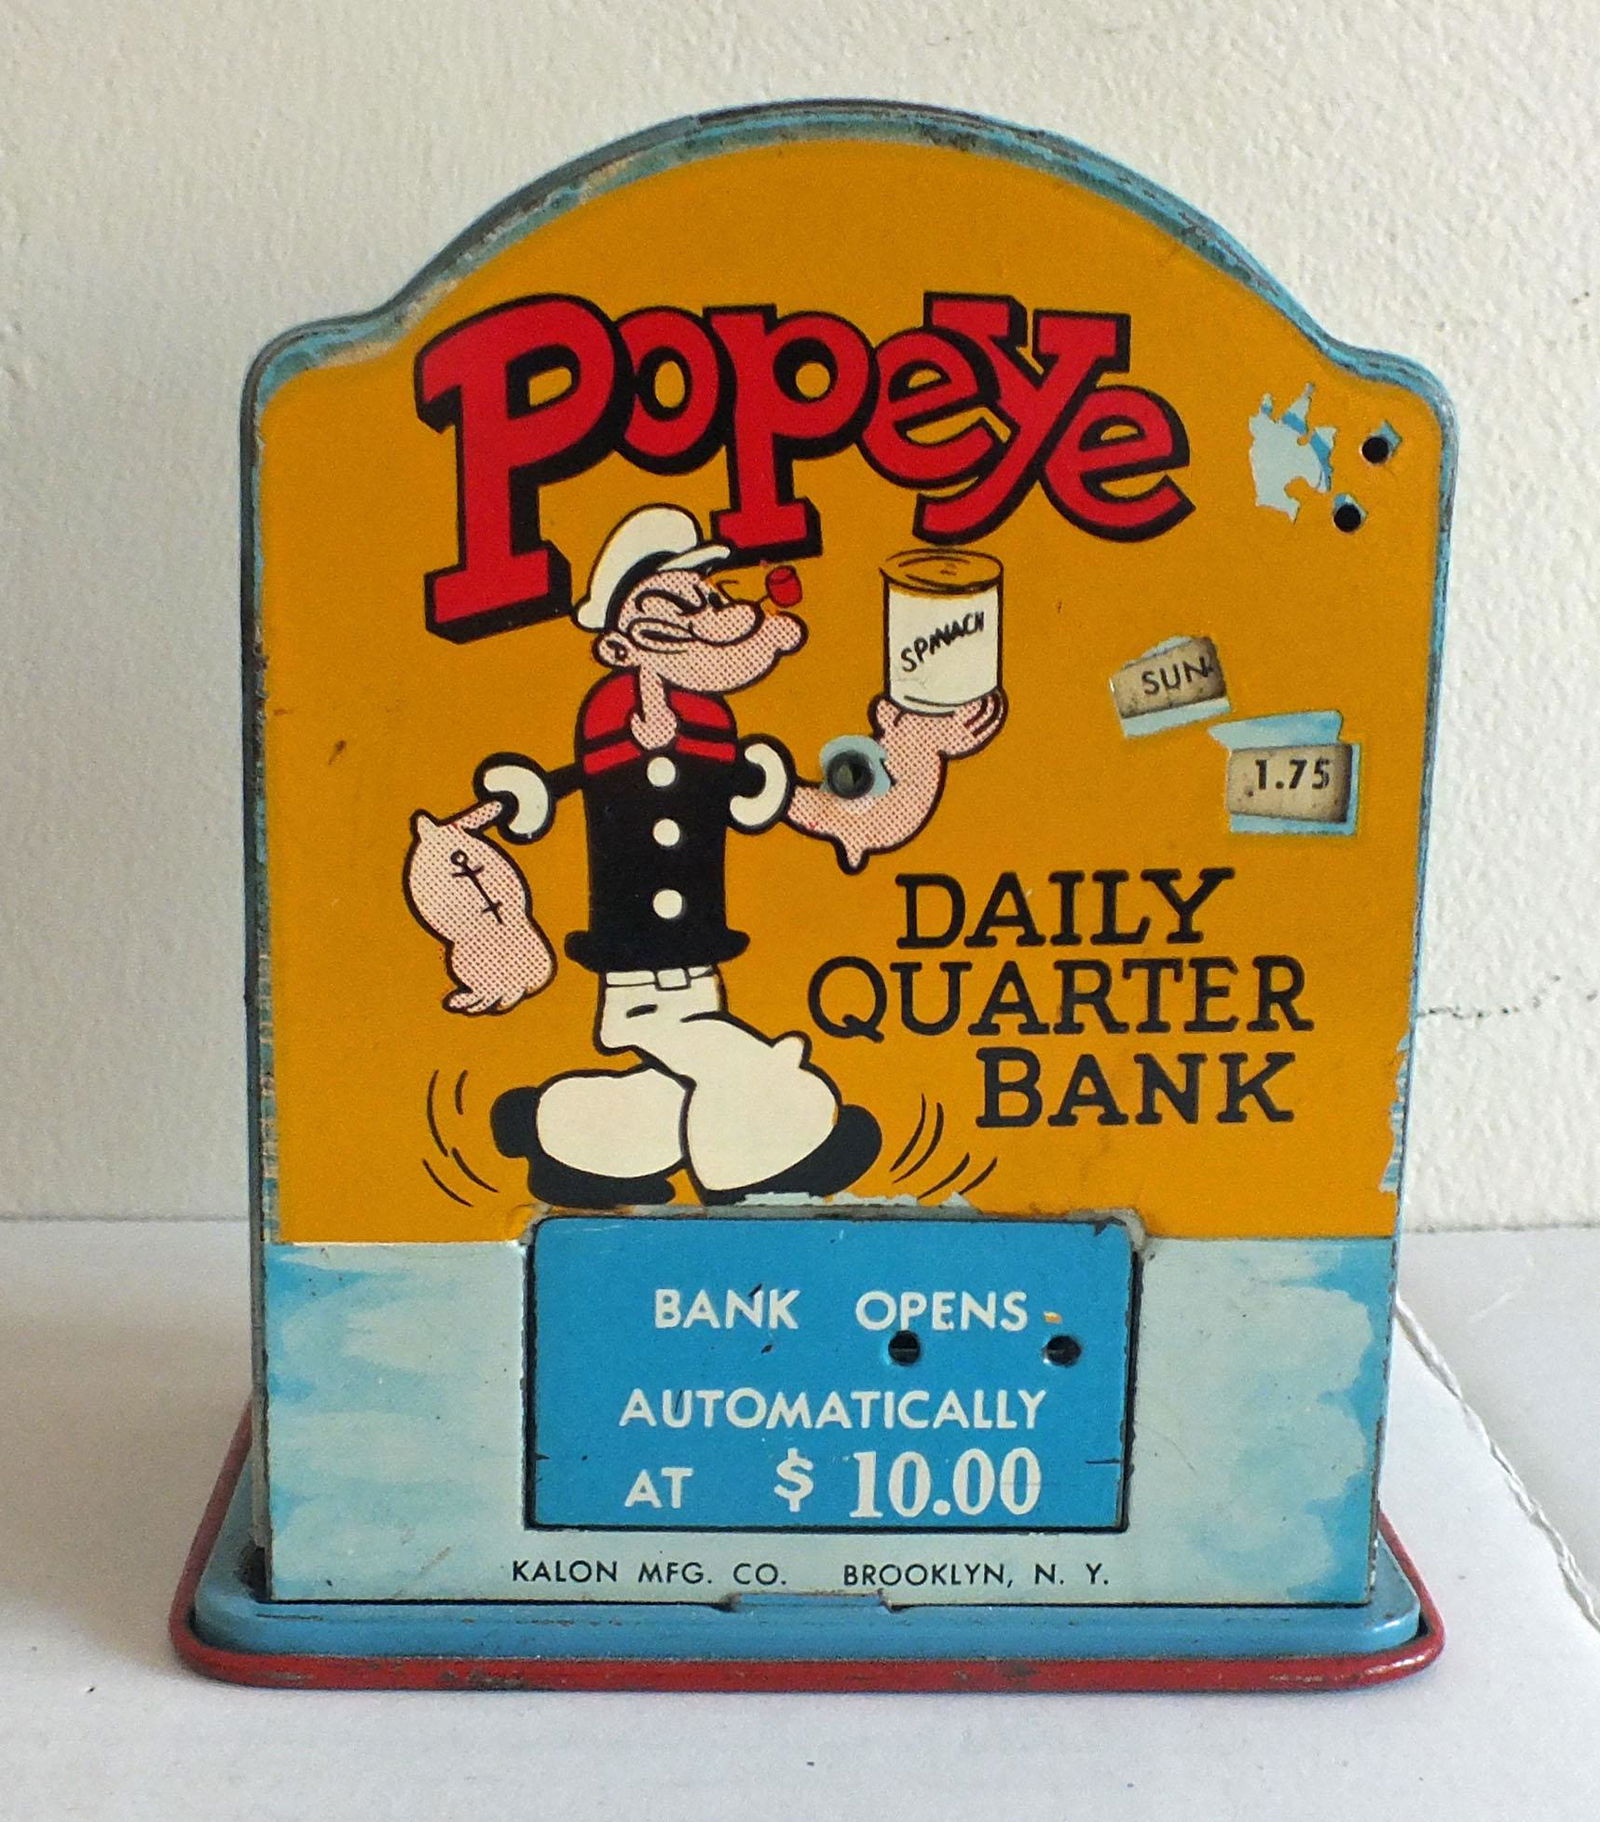 Popeye
SPINACH
SUN.
1.75
DAILY
QUARTER
BANK
BANK OPENS
AUTOMATICALLY
AT $10.00
KALON MFG. CO. BROOKLYN, N. Y.